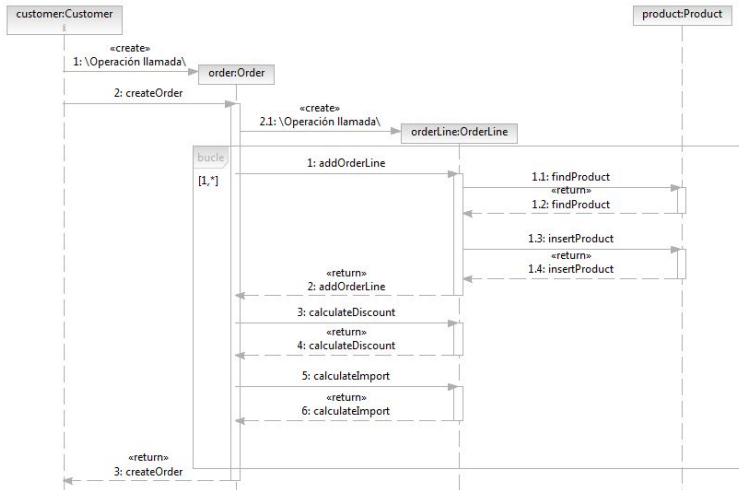 customer:Customer
product:Product
«create»
1: \Operación llamada\
order:Order
2: createOrder
«create»
2.1: \Operación llamada\
orderLine:OrderLine
bucle
[1,*]
1: addOrderLine
1.1: findProduct
«return»
1.2: findProduct
1.3: insertProduct
«return»
1.4: insertProduct
«return»
2: addOrderLine
3: calculateDiscount
«return»
4: calculateDiscount
5: calculateImport
«return»
6: calculateImport
«return»
3: createOrder